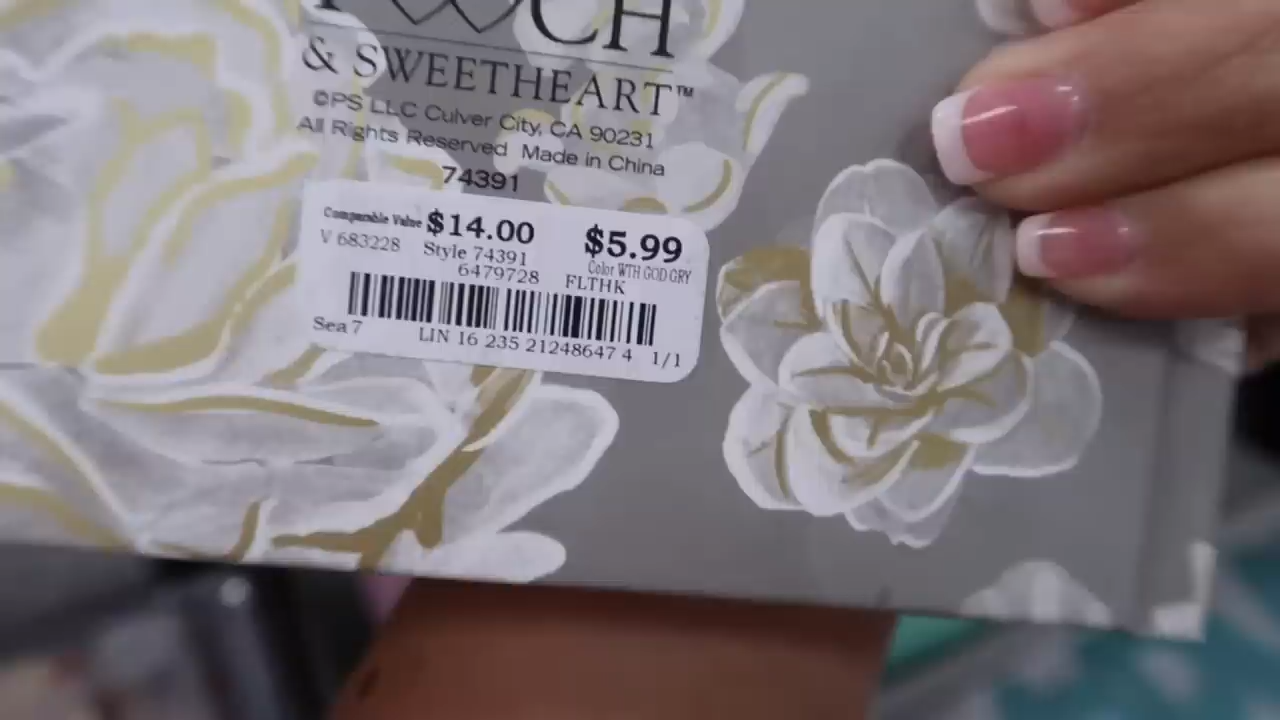 & SWEETHEART™
©PS LLC Culver City, CA 90231
All Rights Reserved Made in China
74391
Comparable Value $14.00 $5.99
V 683228 Style 74391 Color WTH GOD GRY
6479728 FLTHK
Sea 7 LIN 16 235 21248647 4 1/1